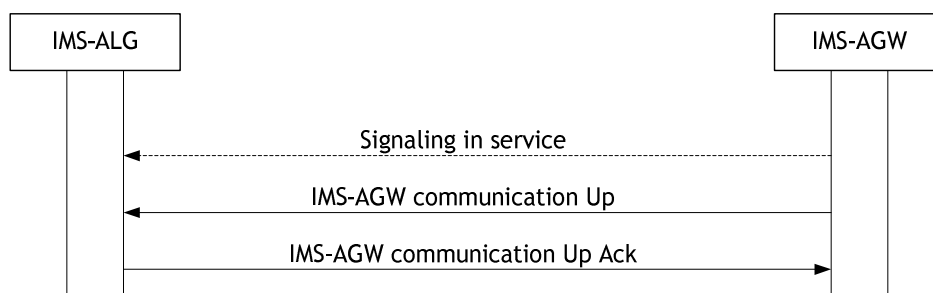 IMS-ALG
IMS-AGW
Signaling in service
IMS-AGW communication Up
IMS-AGW communication Up Ack